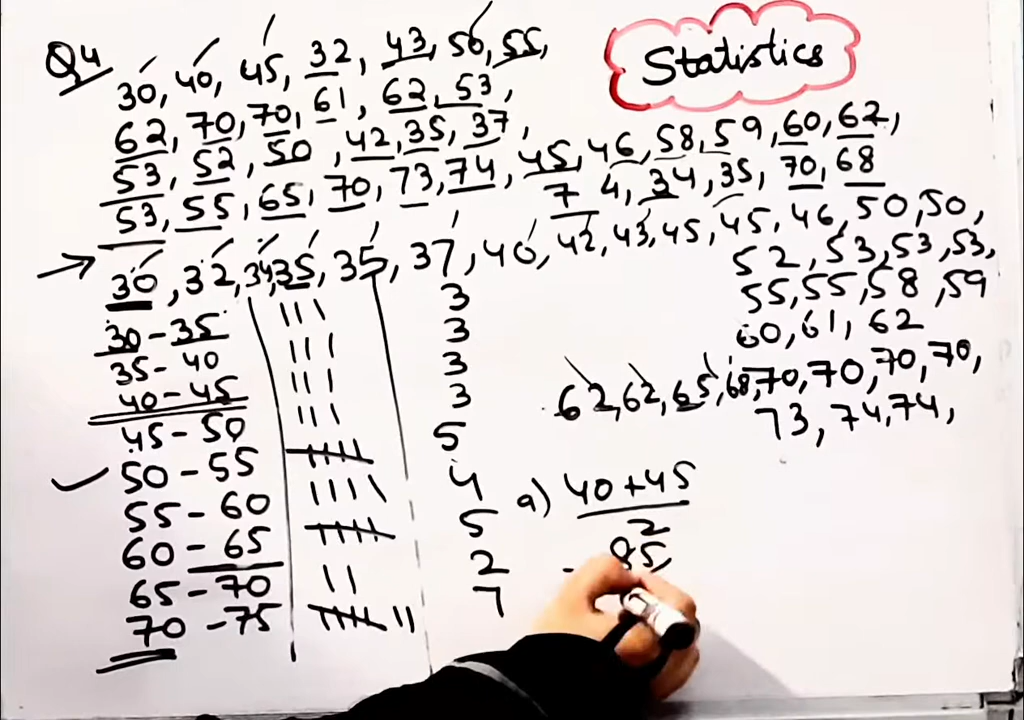 Statistics
Q4
30, 40, 45, 32, 43, 50, 55,
62, 70, 70, 61, 62, 53,
53, 52, 50, 42, 35, 37,
53, 55, 65, 70, 73, 74, 45, 46, 58, 59, 60, 62,
7 4, 34, 35, 70, 68
30, 32, 34, 35, 35, 37, 40, 42, 43, 45, 45, 46, 50, 50,
52, 53, 53, 53,
55, 55, 58, 59
60, 61, 62
62, 62, 65, 68, 70, 70, 70, 70,
73, 74, 74,
30-35 ||| 3
35-40 ||| 3
40-45 ||| 3
45-50 ||| 3
50-55 5
55-60 |||| 4
60-65 5
65-70 || 2
70-75 7
a) 40+45
2
85